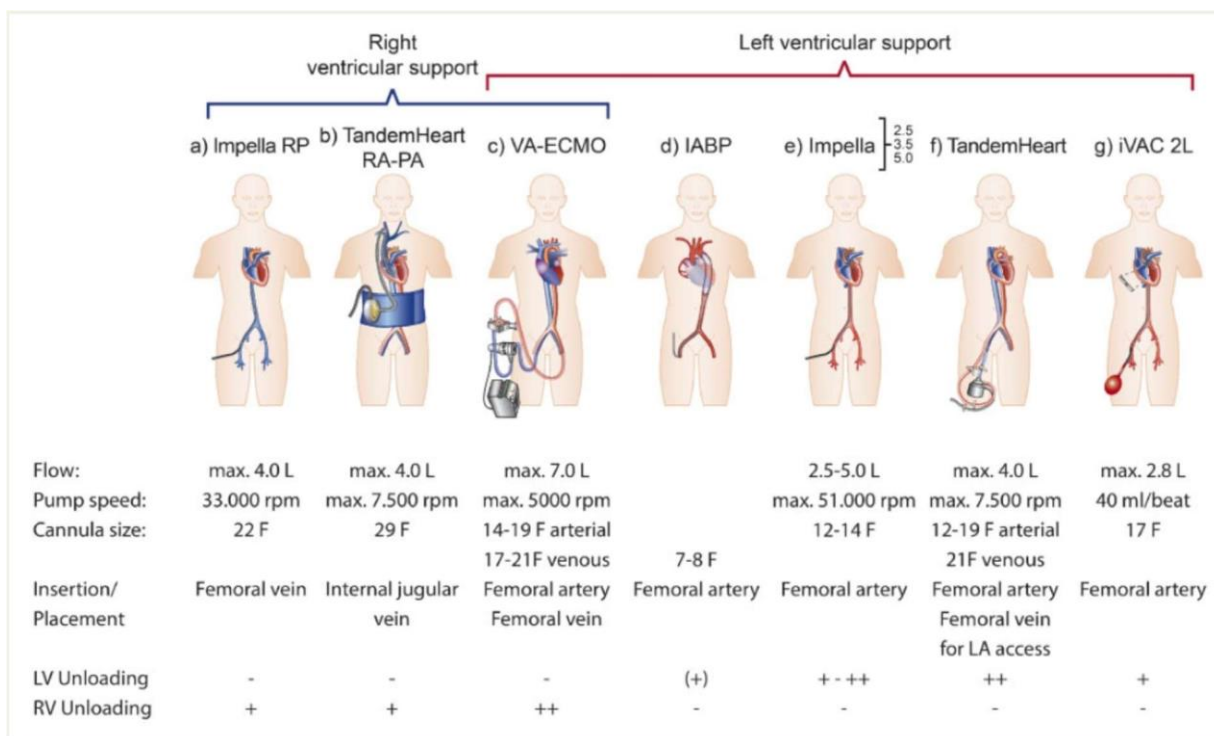 Right
ventricular support
Left ventricular support
a) Impella RP
b) TandemHeart
RA-PA
c) VA-ECMO
d) IABP
e) Impella
2.5
3.5
5.0
f) TandemHeart
g) iVAC 2L
Flow: max. 4.0 L max. 4.0 L max. 7.0 L 2.5-5.0 L max. 4.0 L max. 2.8 L
Pump speed: 33.000 rpm max. 7.500 rpm max. 5000 rpm max. 51.000 rpm max. 7.500 rpm 40 ml/beat
Cannula size: 22 F 29 F 14-19 F arterial 12-14 F 12-19 F arterial 17 F
17-21F venous 7-8 F 21F venous
Insertion/ Femoral vein Internal jugular Femoral artery Femoral artery Femoral artery Femoral artery Femoral artery
Placement vein Femoral vein Femoral vein
for LA access
LV Unloading - - - (+) + - ++ ++ +
RV Unloading + + ++ - - - -